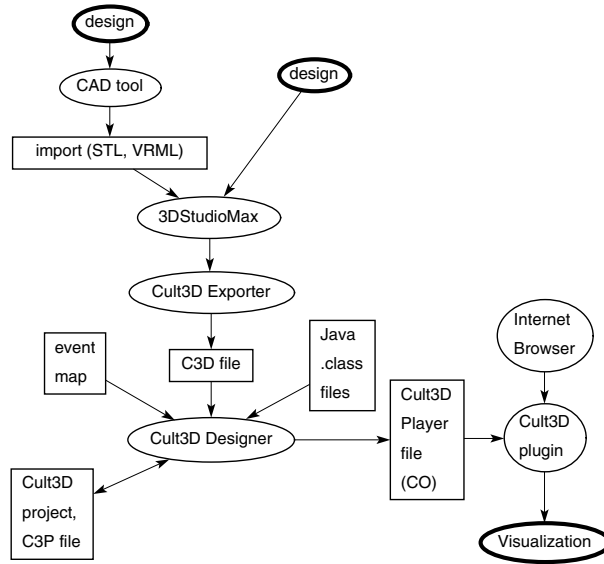 design
design
CAD tool
import (STL, VRML)
3DStudioMax
Cult3D Exporter
event
map
C3D file
Java
.class
files
Internet
Browser
Cult3D Designer
Cult3D
Player
file
(CO)
Cult3D
plugin
Cult3D
project,
C3P file
Visualization